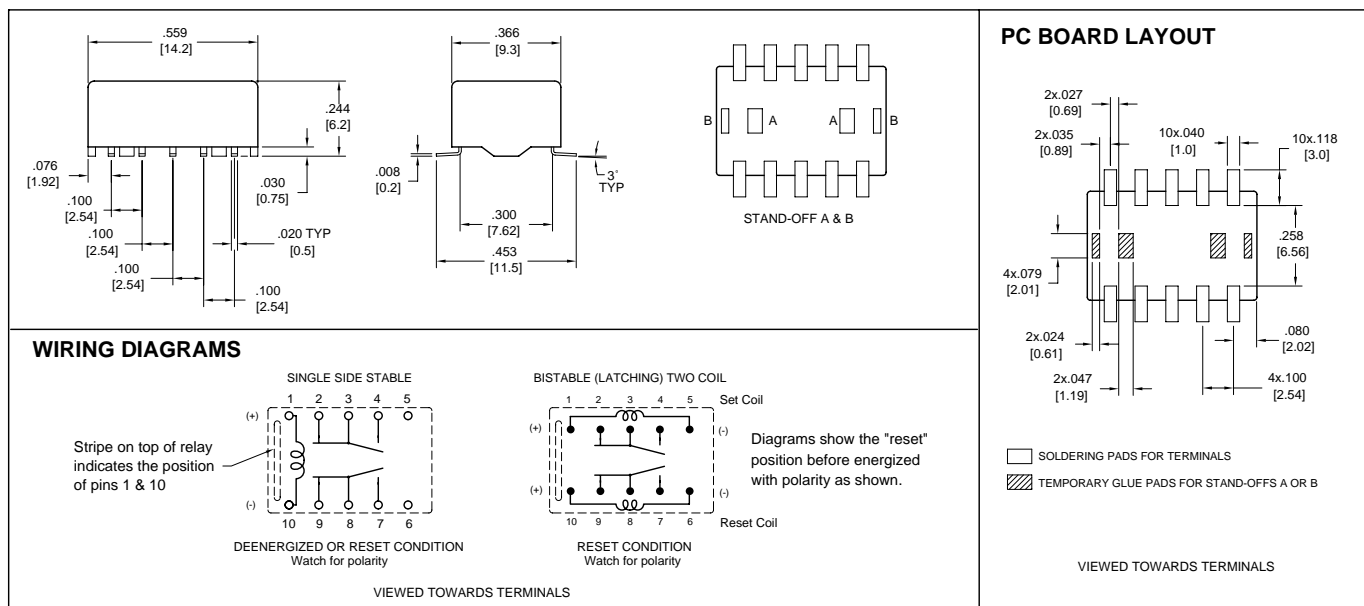 .559
[14.2]
.244
[6.2]
.076
[1.92]
.030
[0.75]
.100
[2.54]
.100
[2.54]
.020 TYP
[0.5]
.100
[2.54]
.100
[2.54]
.366
[9.3]
.008
[0.2]
3°
TYP
.300
[7.62]
.453
[11.5]
B
A
A
B
STAND-OFF A & B
WIRING DIAGRAMS
SINGLE SIDE STABLE
1 2 3 4 5
(+)
Stripe on top of relay
indicates the position
of pins 1 & 10
(-)
10 9 8 7 6
DEENERGIZED OR RESET CONDITION
Watch for polarity
BISTABLE (LATCHING) TWO COIL
1 2 3 4 5 Set Coil
(+)
(-)
Diagrams show the "reset"
position before energized
with polarity as shown.
(+)
(-)
10 9 8 7 6 Reset Coil
RESET CONDITION
Watch for polarity
VIEWED TOWARDS TERMINALS
PC BOARD LAYOUT
2x.027
[0.69]
2x.035
[0.89]
10x.040
[1.0]
10x.118
[3.0]
.258
[6.56]
4x.079
[2.01]
2x.024
[0.61]
.080
[2.02]
2x.047
[1.19]
4x.100
[2.54]
SOLDERING PADS FOR TERMINALS
TEMPORARY GLUE PADS FOR STAND-OFFS A OR B
VIEWED TOWARDS TERMINALS